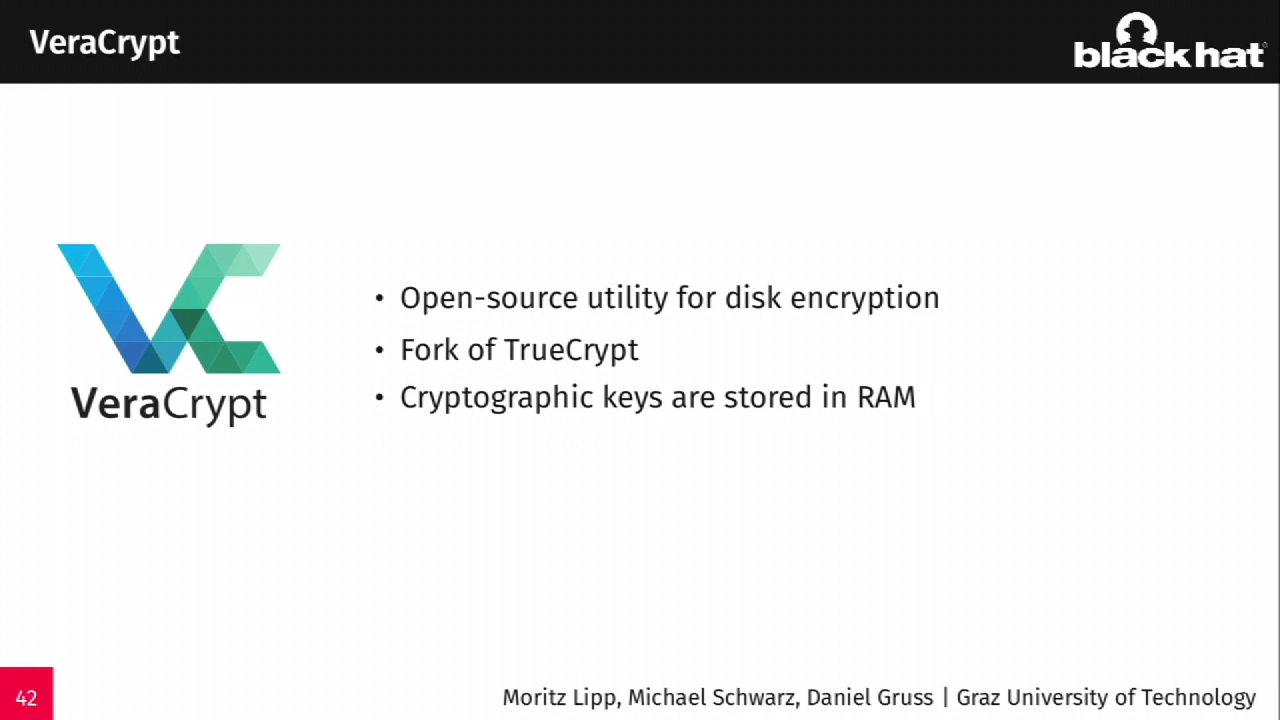 VeraCrypt
black hat
VeraCrypt
• Open-source utility for disk encryption
• Fork of TrueCrypt
• Cryptographic keys are stored in RAM
42
Moritz Lipp, Michael Schwarz, Daniel Gruss | Graz University of Technology